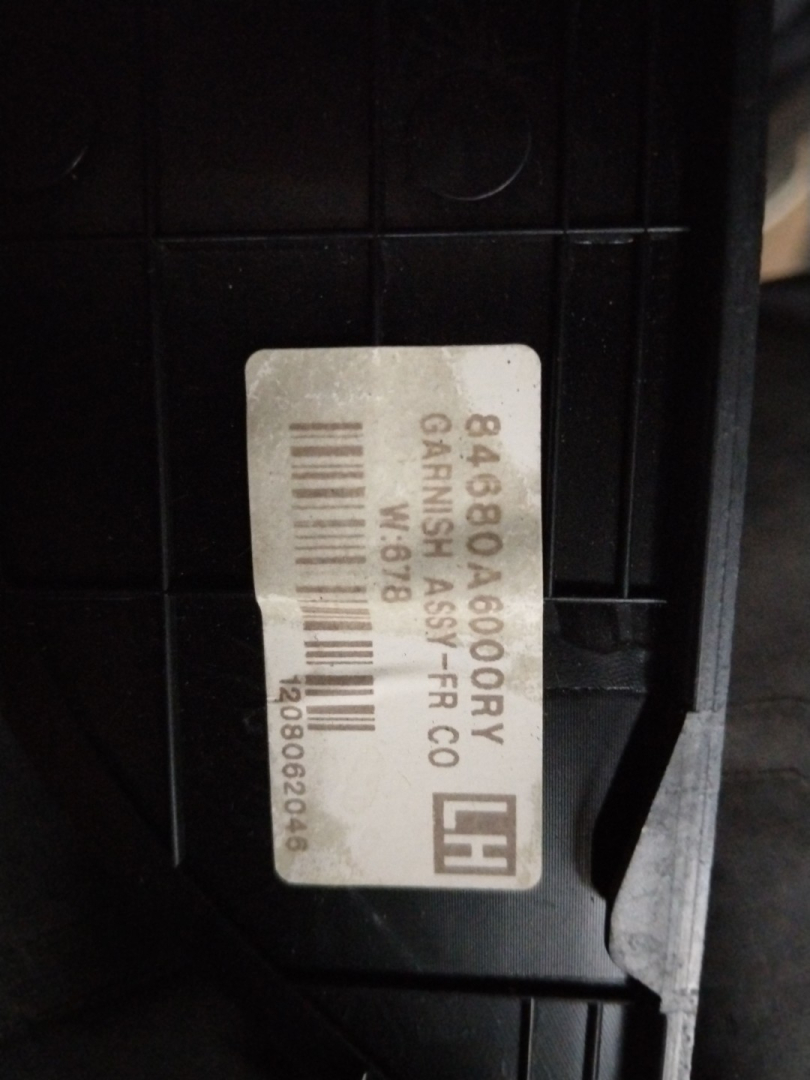 84680A6000RY
GARNISH ASSY-FR CO
LH
W:678
1208062046